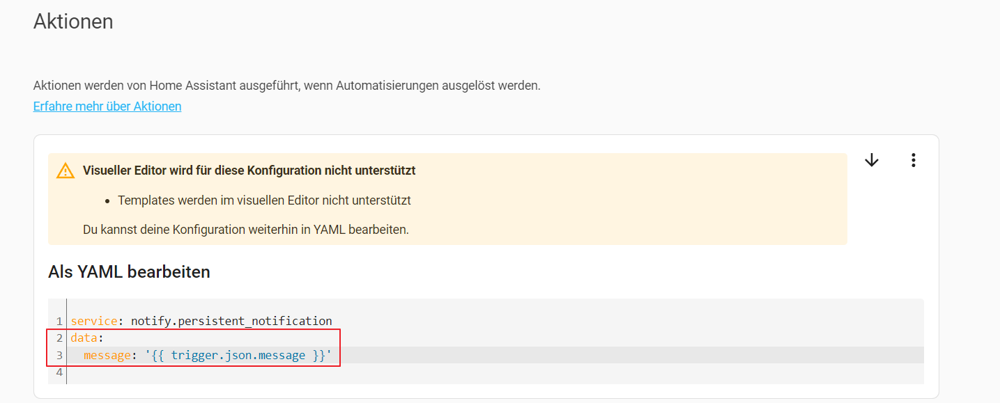 Aktionen
Aktionen werden von Home Assistant ausgeführt, wenn Automatisierungen ausgelöst werden.
Erfahre mehr über Aktionen
Visueller Editor wird für diese Konfiguration nicht unterstützt
• Templates werden im visuellen Editor nicht unterstützt
Du kannst deine Konfiguration weiterhin in YAML bearbeiten.
Als YAML bearbeiten
1 service: notify.persistent_notification
2 data:
3   message: '{{ trigger.json.message }}'
4